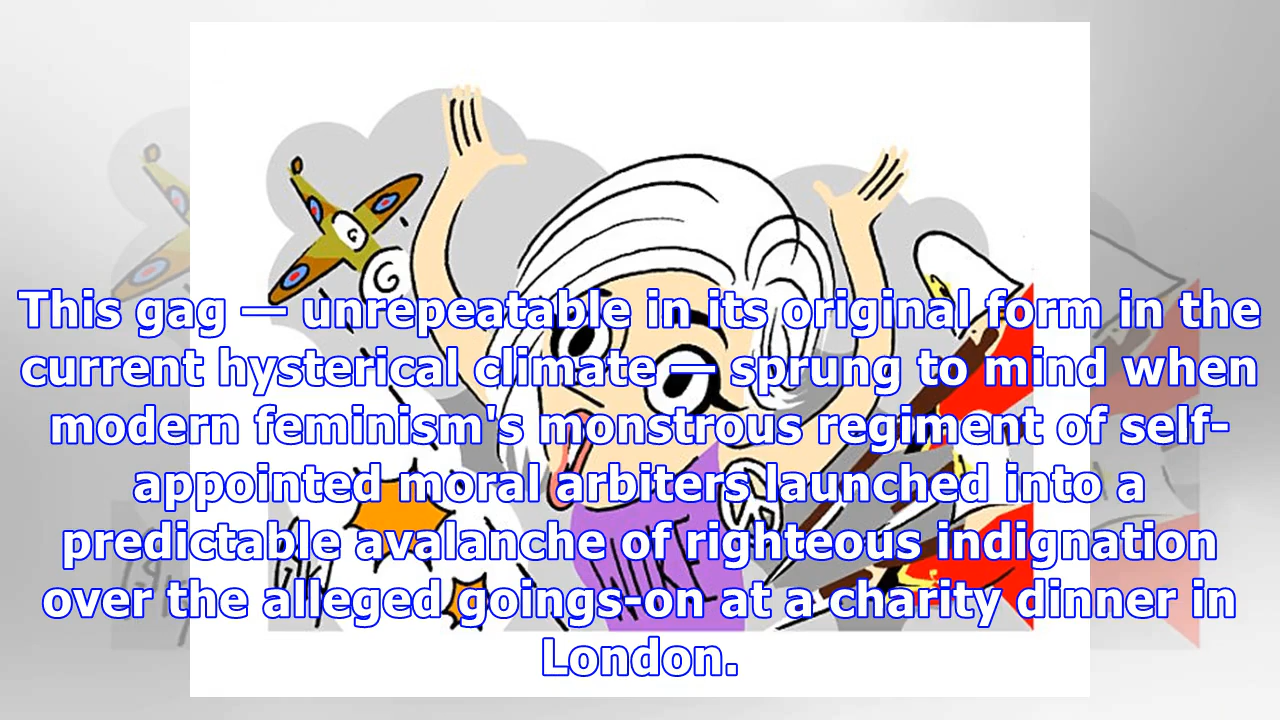 This gag — unrepeatable in its original form in the
current hysterical climate — sprung to mind when
modern feminism's monstrous regiment of self-
appointed moral arbiters launched into a
predictable avalanche of righteous indignation
over the alleged goings-on at a charity dinner in
London.